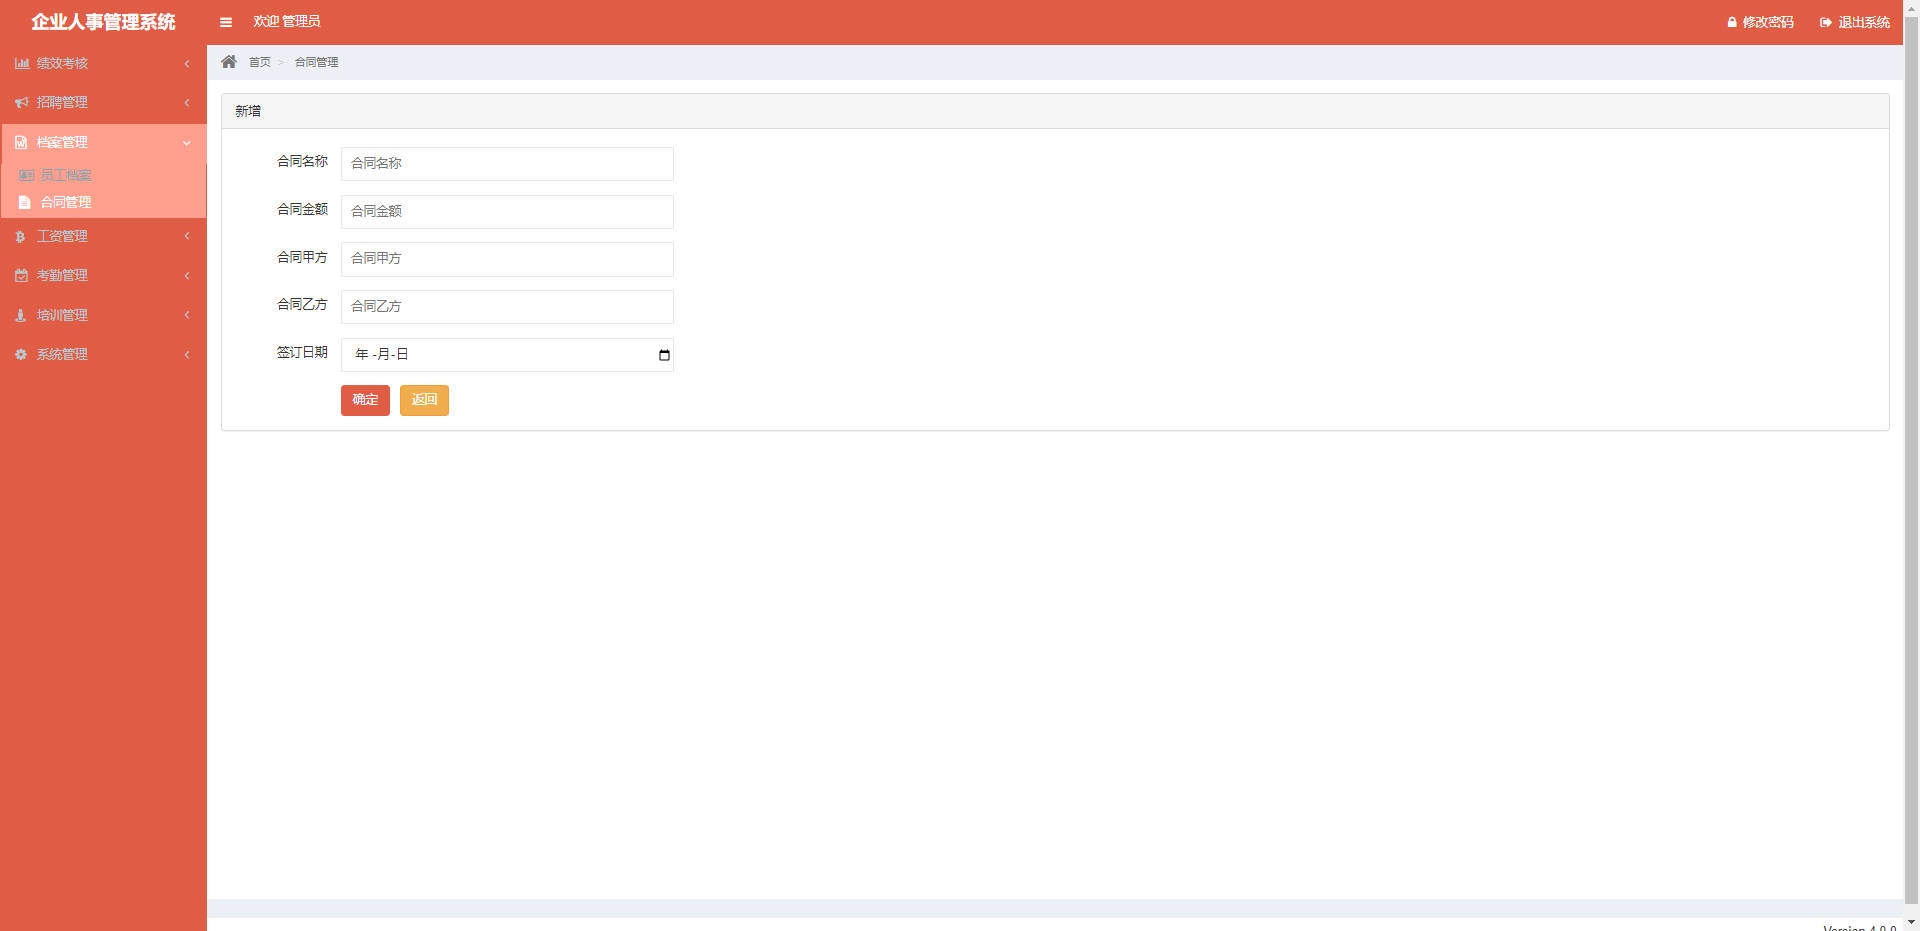 企业人事管理系统
欢迎 管理员
修改密码
退出系统
绩效考核
招聘管理
档案管理
员工档案
合同管理
工资管理
考勤管理
培训管理
系统管理
首页 > 合同管理
新增
合同名称 合同名称
合同金额 合同金额
合同甲方 合同甲方
合同乙方 合同乙方
签订日期 年 -月-日
确定 返回
Version 4.0.0